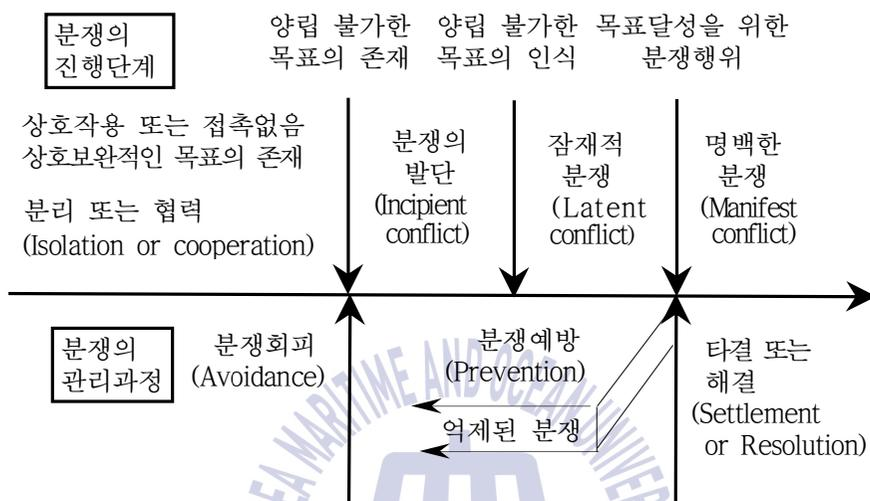 분쟁의
진행단계
양립 불가한
목표의 존재
양립 불가한
목표의 인식
목표달성을 위한
분쟁행위
상호작용 또는 접촉없음
상호보완적인 목표의 존재
분리 또는 협력
(Isolation or cooperation)
분쟁의
발단
(Incipient
conflict)
잠재적
분쟁
(Latent
conflict)
명백한
분쟁
(Manifest
conflict)
분쟁의
관리과정
분쟁회피
(Avoidance)
분쟁예방
(Prevention)
억제된 분쟁
타결 또는
해결
(Settlement
or Resolution)
EA MARITIME AND OCEAN UNIVER